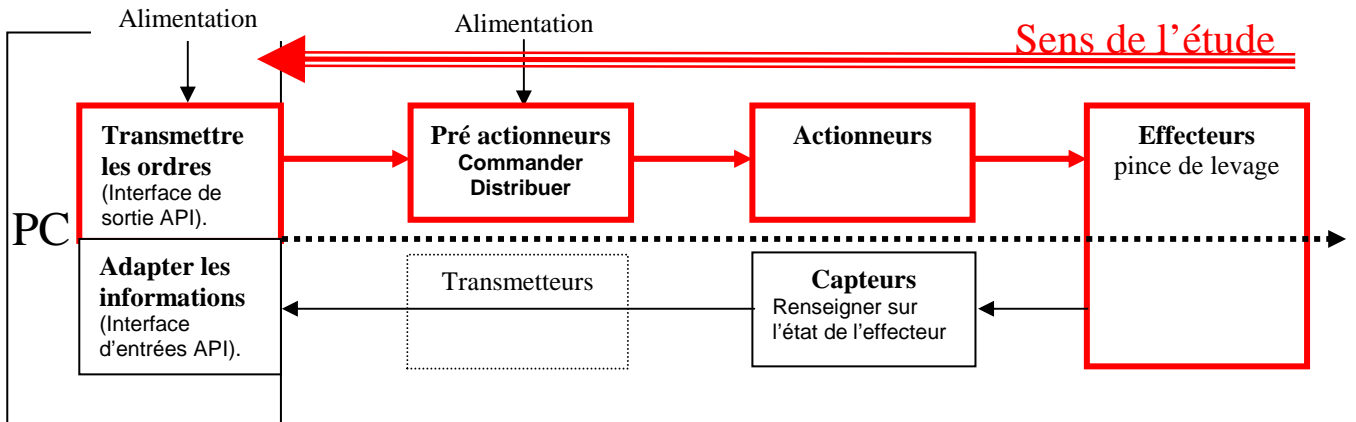 Alimentation
Alimentation
Sens de l'étude
Transmettre
les ordres
(Interface de
sortie API).
Pré actionneurs
Commander
Distribuer
Actionneurs
Effecteurs
pince de levage
PC
Adapter les
informations
(Interface
d'entrées API).
Transmetteurs
Capteurs
Renseigner sur
l'état de l'effecteur